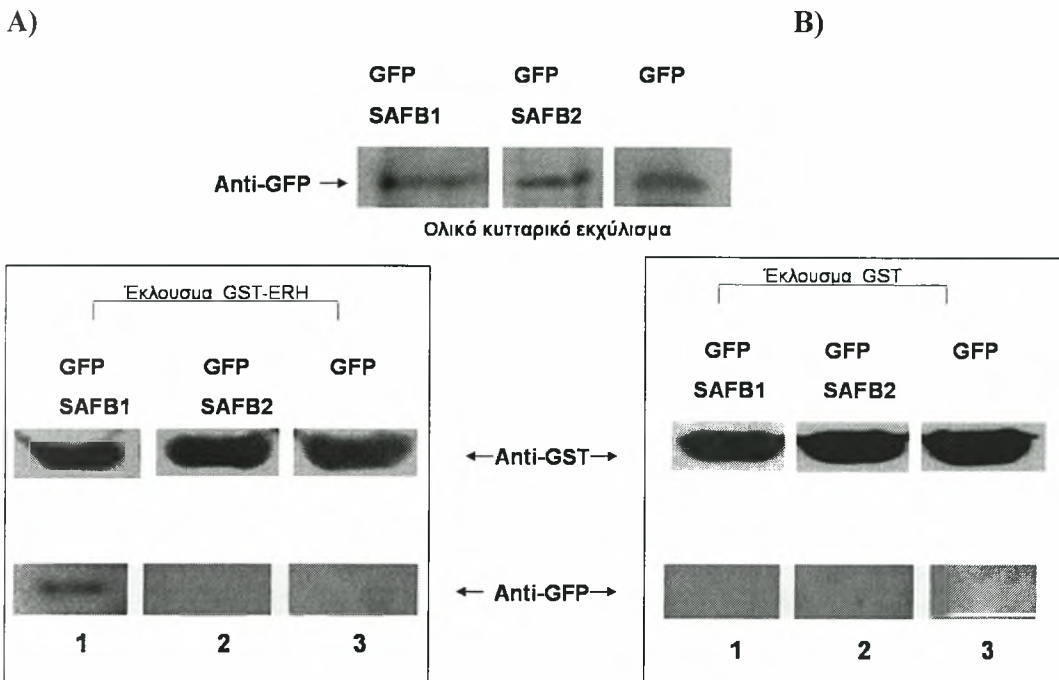 A)
B)
GFP GFP GFP
SAFB1 SAFB2
Anti-GFP →
Ολικό κυτταρικό εκχύλισμα
Έκλουσμα GST-ERH
GFP GFP GFP
SAFB1 SAFB2
Έκλουσμα GST
GFP GFP GFP
SAFB1 SAFB2
←Anti-GST→
← Anti-GFP→
1 2 3
1 2 3